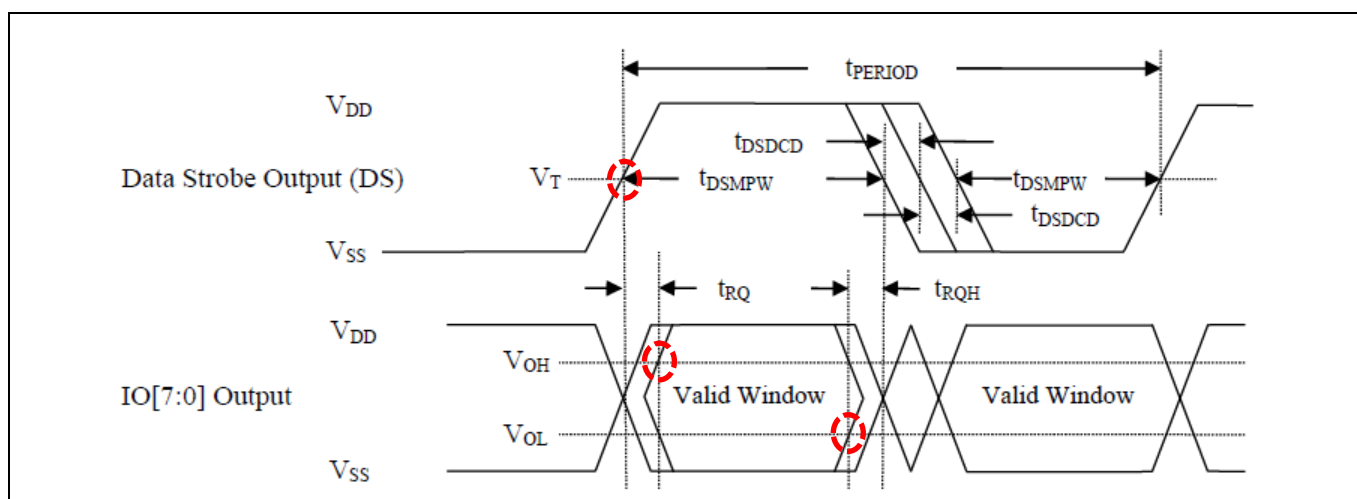 tPERIOD
VDD
tDSDCD
Data Strobe Output (DS)
VT
tDSMPW
tDSMPW
tDSDCD
VSS
tRQ
tRQH
VDD
VOH
IO[7:0] Output
Valid Window
Valid Window
VOL
VSS